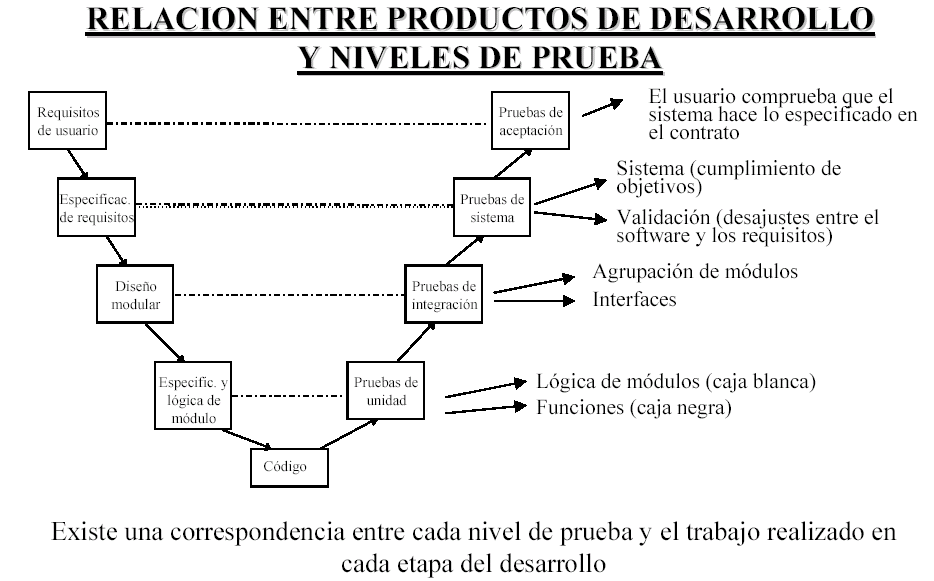 RELACION ENTRE PRODUCTOS DE DESARROLLO
Y NIVELES DE PRUEBA
Requisitos
de usuario
Pruebas de
aceptación
El usuario comprueba que el
sistema hace lo especificado en
el contrato
Especificac.
de requisitos
Pruebas de
sistema
Sistema (cumplimiento de
objetivos)
Validación (desajustes entre el
software y los requisitos)
Diseño
modular
Pruebas de
integración
Agrupación de módulos
Interfaces
Específic. y
lógica de
módulo
Pruebas de
unidad
Lógica de módulos (caja blanca)
Funciones (caja negra)
Código
Existe una correspondencia entre cada nivel de prueba y el trabajo realizado en
cada etapa del desarrollo